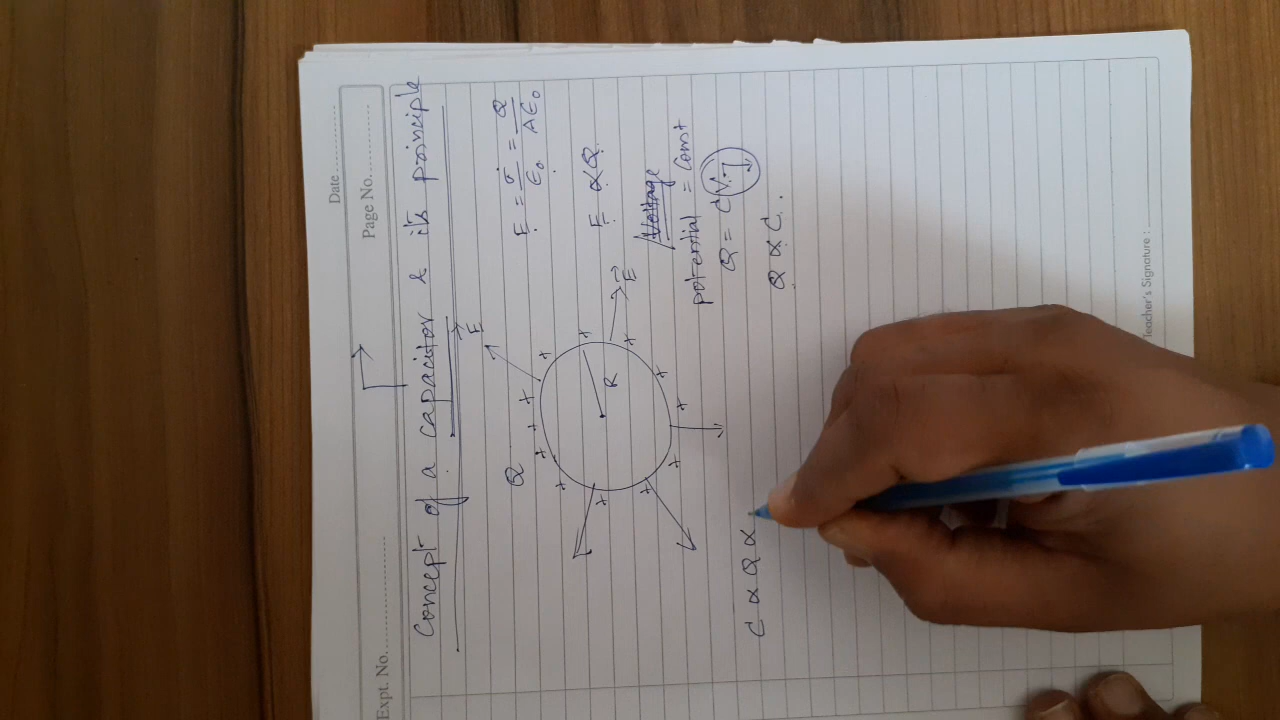 Date
Page No.
Expt. No.
Concept of a capacitor & its principle
E
Q
E = σ/ϵ₀ = Q/Aϵ₀
R
E ∝ Q
E
Voltage
potential = Const
Q = CV
Q ∝ C.
C ∝ Q ∝
Teacher's Signature :